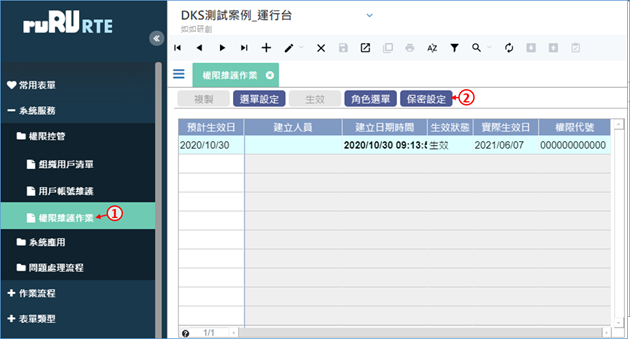 ruRU RTE
DKS測試案例_運行台
如如研創
常用表單
系統服務
權限控管
組織用戶清單
用戶帳號維護
權限維護作業 1
系統應用
問題處理流程
作業流程
表單類型
權限維護作業
複製 選單設定 生效 角色選單 保密設定 2
預計生效日 建立人員 建立日期時間 生效狀態 實際生效日 權限代號
2020/10/30 2020/10/30 09:13:5 生效 2021/06/07 000000000000
1/1